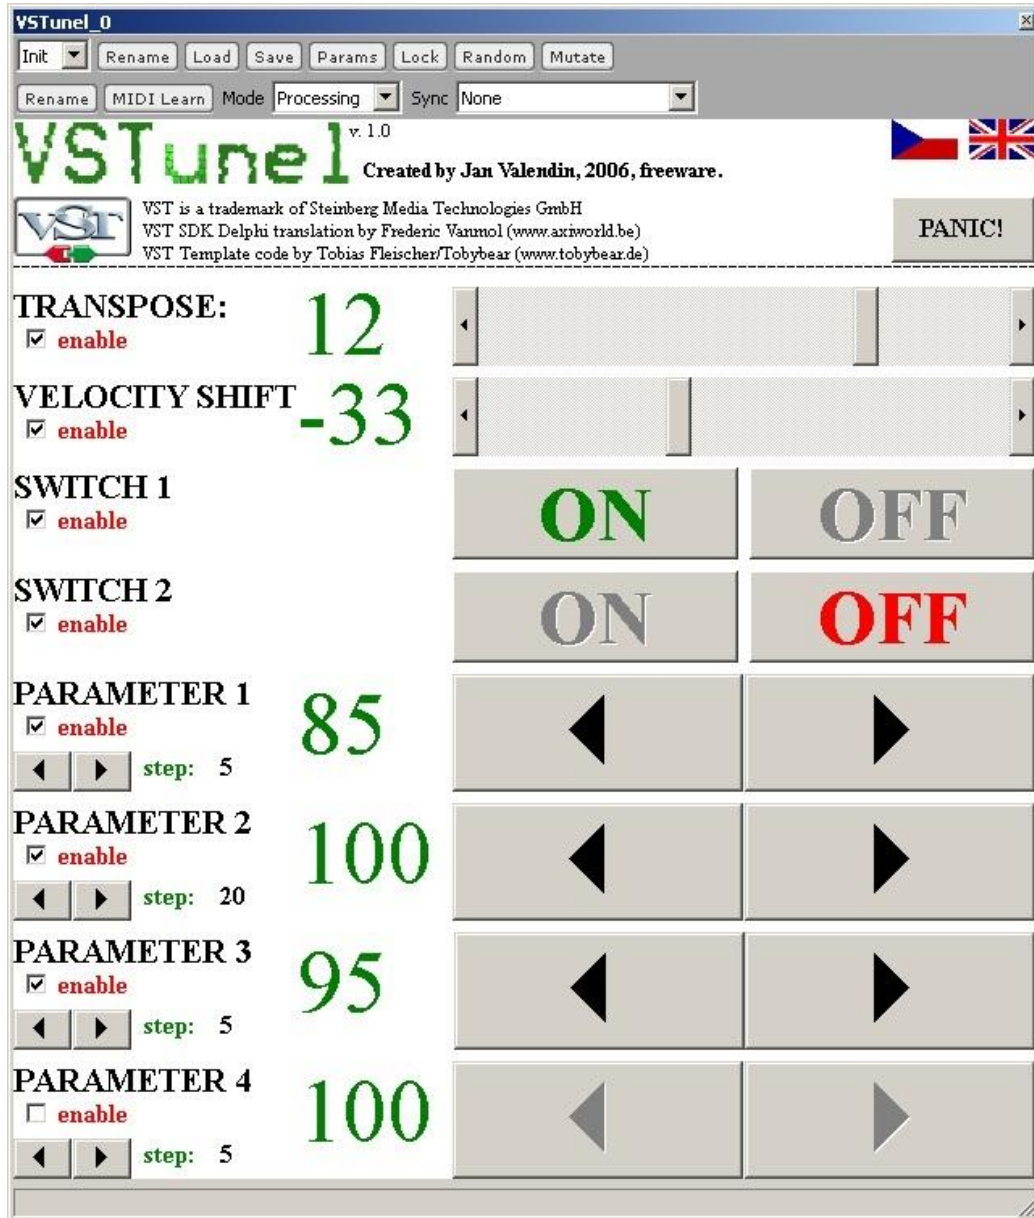 VSTunel_0
Init Rename Load Save Params Lock Random Mutate
Rename MIDI Learn Mode Processing Sync None
VSTunel v. 1.0
Created by Jan Valendin, 2006, freeware.
VST
VST is a trademark of Steinberg Media Technologies GmbH
VST SDK Delphi translation by Frederic Vanmol (www.axiworld.be)
VST Template code by Tobias Fleischer/Tobybear (www.tobybear.de)
PANIC!
TRANSPOSE: 12
enable
VELOCITY SHIFT -33
enable
SWITCH 1
enable
ON OFF
SWITCH 2
enable
ON OFF
PARAMETER 1
enable
85
step: 5
PARAMETER 2
enable
100
step: 20
PARAMETER 3
enable
95
step: 5
PARAMETER 4
enable
100
step: 5